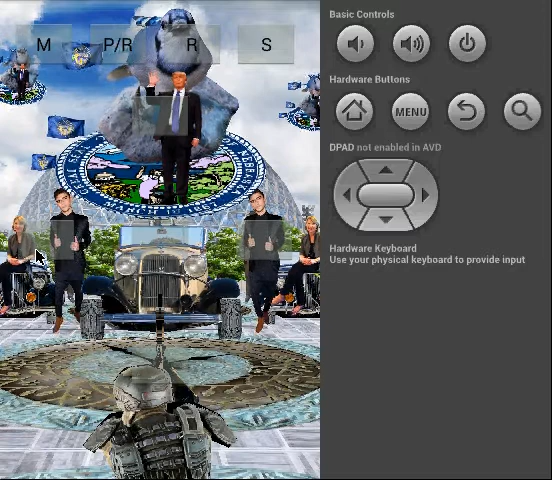 M
P/R
R
S
Basic Controls
Hardware Buttons
MENU
DPAD not enabled in AVD
Hardware Keyboard
Use your physical keyboard to provide input